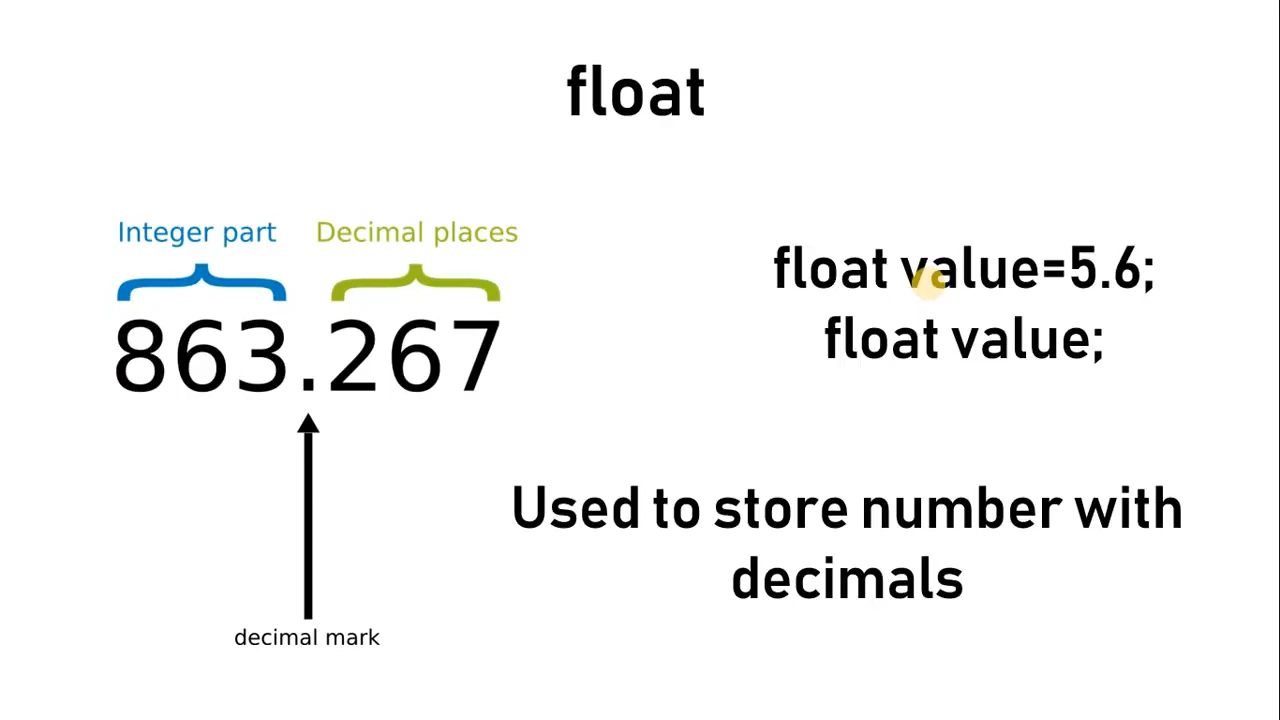 float
Integer part
Decimal places
863.267
decimal mark
float value=5.6;
float value;
Used to store number with
decimals